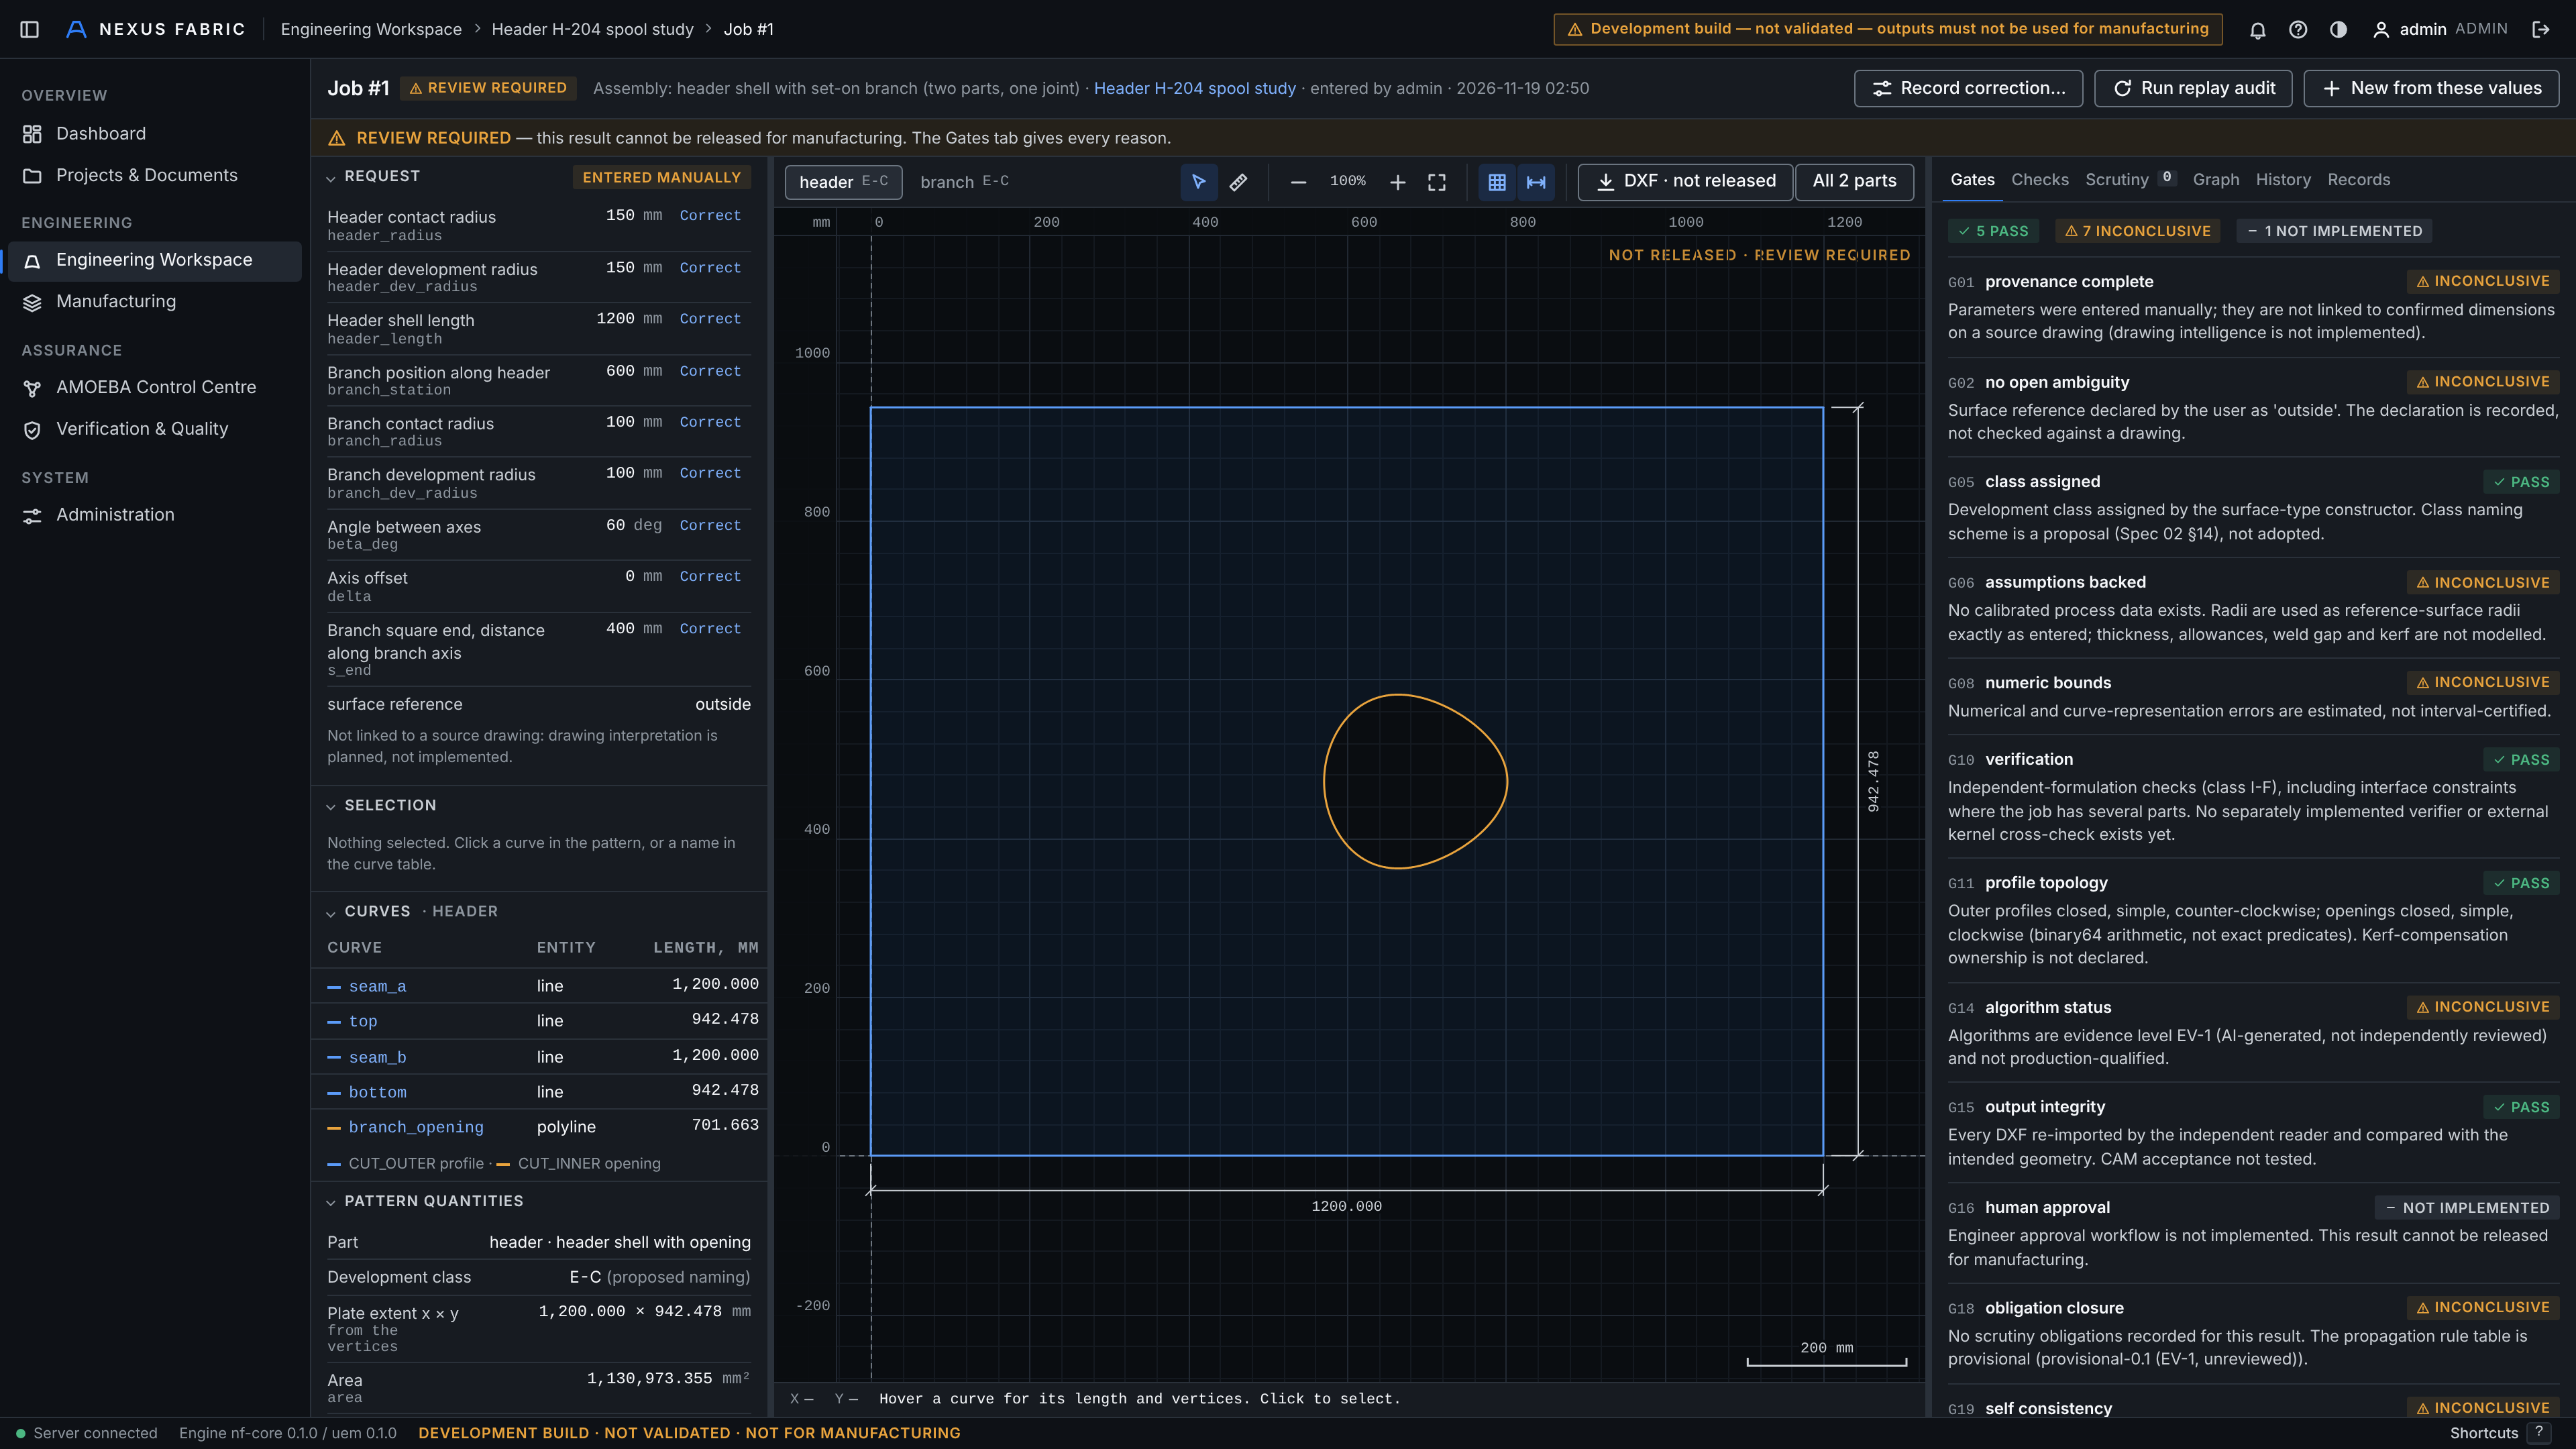 NEXUS FABRIC
Engineering Workspace > Header H-204 spool study > Job #1
Development build — not validated — outputs must not be used for manufacturing
admin ADMIN
OVERVIEW
Dashboard
Projects & Documents
ENGINEERING
Engineering Workspace
Manufacturing
ASSURANCE
AMOEBA Control Centre
Verification & Quality
SYSTEM
Administration
Job #1 REVIEW REQUIRED Assembly: header shell with set-on branch (two parts, one joint) · Header H-204 spool study · entered by admin · 2026-11-19 02:50
Record correction...
Run replay audit
New from these values
REVIEW REQUIRED — this result cannot be released for manufacturing. The Gates tab gives every reason.
REQUEST ENTERED MANUALLY
Header contact radius 150 mm Correct
header_radius
Header development radius 150 mm Correct
header_dev_radius
Header shell length 1200 mm Correct
header_length
Branch position along header 600 mm Correct
branch_station
Branch contact radius 100 mm Correct
branch_radius
Branch development radius 100 mm Correct
branch_dev_radius
Angle between axes 60 deg Correct
beta_deg
Axis offset 0 mm Correct
delta
Branch square end, distance 400 mm Correct
along branch axis
s_end
surface reference outside
Not linked to a source drawing: drawing interpretation is
planned, not implemented.
SELECTION
Nothing selected. Click a curve in the pattern, or a name in
the curve table.
CURVES · HEADER
CURVE ENTITY LENGTH, MM
seam_a line 1,200.000
top line 942.478
seam_b line 1,200.000
bottom line 942.478
branch_opening polyline 701.663
CUT_OUTER profile · CUT_INNER opening
PATTERN QUANTITIES
Part header · header shell with opening
Development class E-C (proposed naming)
Plate extent x × y 1,200.000 × 942.478 mm
from the
vertices
Area 1,130,973.355 mm²
area
header E-C branch E-C
100%
DXF · not released
All 2 parts
mm 0 200 400 600 800 1000 1200
NOT RELEASED · REVIEW REQUIRED
1000
800
600
400
200
0
-200
942.478
1200.000
200 mm
X — Y — Hover a curve for its length and vertices. Click to select.
Gates Checks Scrutiny 0 Graph History Records
5 PASS 7 INCONCLUSIVE 1 NOT IMPLEMENTED
G01 provenance complete INCONCLUSIVE
Parameters were entered manually; they are not linked to confirmed dimensions
on a source drawing (drawing intelligence is not implemented).
G02 no open ambiguity INCONCLUSIVE
Surface reference declared by the user as 'outside'. The declaration is recorded,
not checked against a drawing.
G05 class assigned PASS
Development class assigned by the surface-type constructor. Class naming
scheme is a proposal (Spec 02 §14), not adopted.
G06 assumptions backed INCONCLUSIVE
No calibrated process data exists. Radii are used as reference-surface radii
exactly as entered; thickness, allowances, weld gap and kerf are not modelled.
G08 numeric bounds INCONCLUSIVE
Numerical and curve-representation errors are estimated, not interval-certified.
G10 verification PASS
Independent-formulation checks (class I-F), including interface constraints
where the job has several parts. No separately implemented verifier or external
kernel cross-check exists yet.
G11 profile topology PASS
Outer profiles closed, simple, counter-clockwise; openings closed, simple,
clockwise (binary64 arithmetic, not exact predicates). Kerf-compensation
ownership is not declared.
G14 algorithm status INCONCLUSIVE
Algorithms are evidence level EV-1 (AI-generated, not independently reviewed)
and not production-qualified.
G15 output integrity PASS
Every DXF re-imported by the independent reader and compared with the
intended geometry. CAM acceptance not tested.
G16 human approval NOT IMPLEMENTED
Engineer approval workflow is not implemented. This result cannot be released
for manufacturing.
G18 obligation closure INCONCLUSIVE
No scrutiny obligations recorded for this result. The propagation rule table is
provisional (provisional-0.1 (EV-1, unreviewed)).
G19 self consistency INCONCLUSIVE
Server connected Engine nf-core 0.1.0 / uem 0.1.0 DEVELOPMENT BUILD · NOT VALIDATED · NOT FOR MANUFACTURING
Shortcuts ?